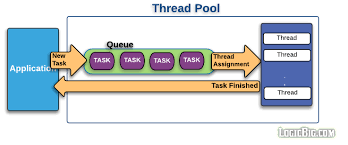 Thread Pool
Application
New
Task
Queue
TASK TASK TASK TASK
Thread
Assignment
Thread
Thread
Thread
Task Finished
LogicBig.com